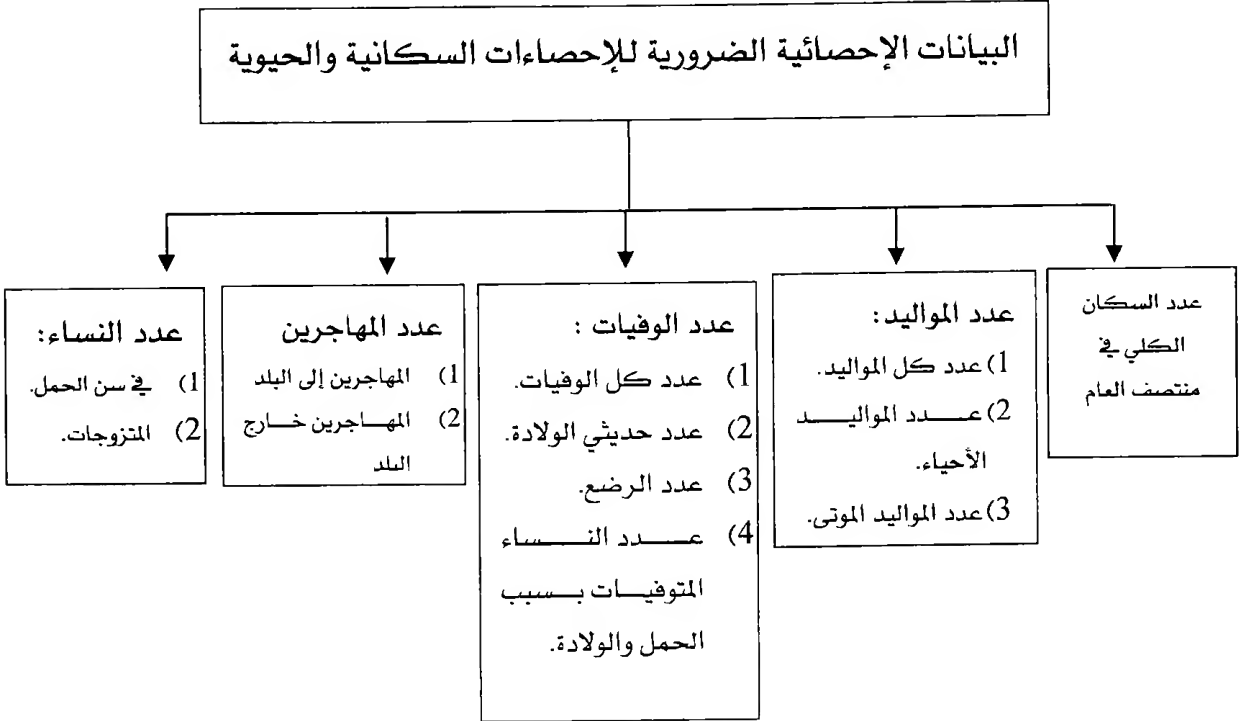 البيانات الإحصائية الضرورية للإحصاءات السكانية والحيوية
عدد السكان
الكلي في
منتصف العام
عدد المواليد:
1) عدد كل المواليد.
2) عدد المواليد
الأحياء.
3) عدد المواليد الموتى.
عدد الوفيات :
1) عدد كل الوفيات.
2) عدد حديثي الولادة.
3) عدد الرضع.
4) عدد النساء
المتوفيات بسبب
الحمل والولادة.
عدد المهاجرين
1) المهاجرين إلى البلد
2) المهاجرين خارج
البلد
عدد النساء:
1) في سن الحمل.
2) المتزوجات.